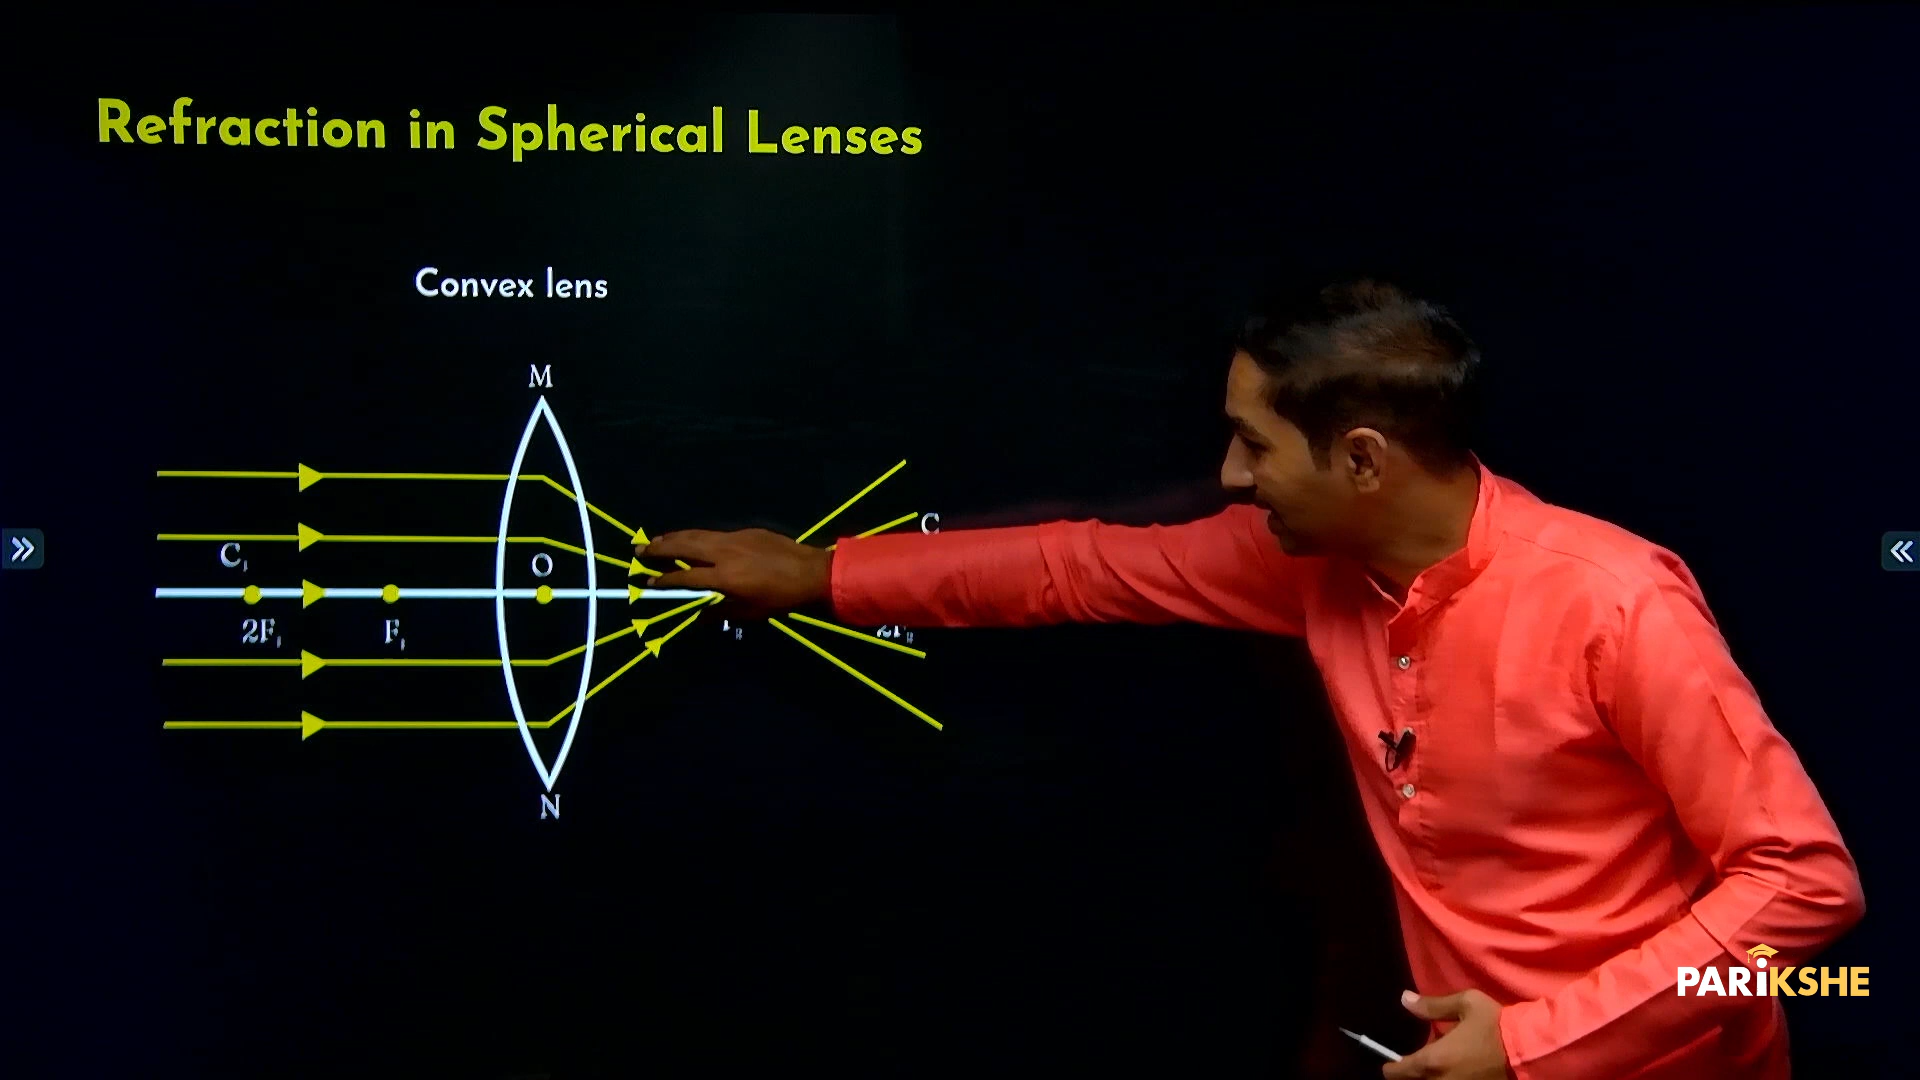 Refraction in Spherical Lenses
Convex lens
M
C
C₁
O
2F₁
F₁
N
PARiKSHE